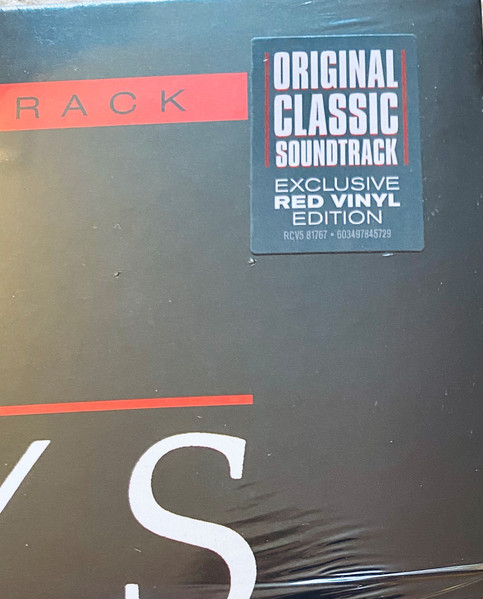 RACK
ORIGINAL
CLASSIC
SOUNDTRACK
EXCLUSIVE
RED VINYL
EDITION
RCV5 81767 • 603497845729
YS